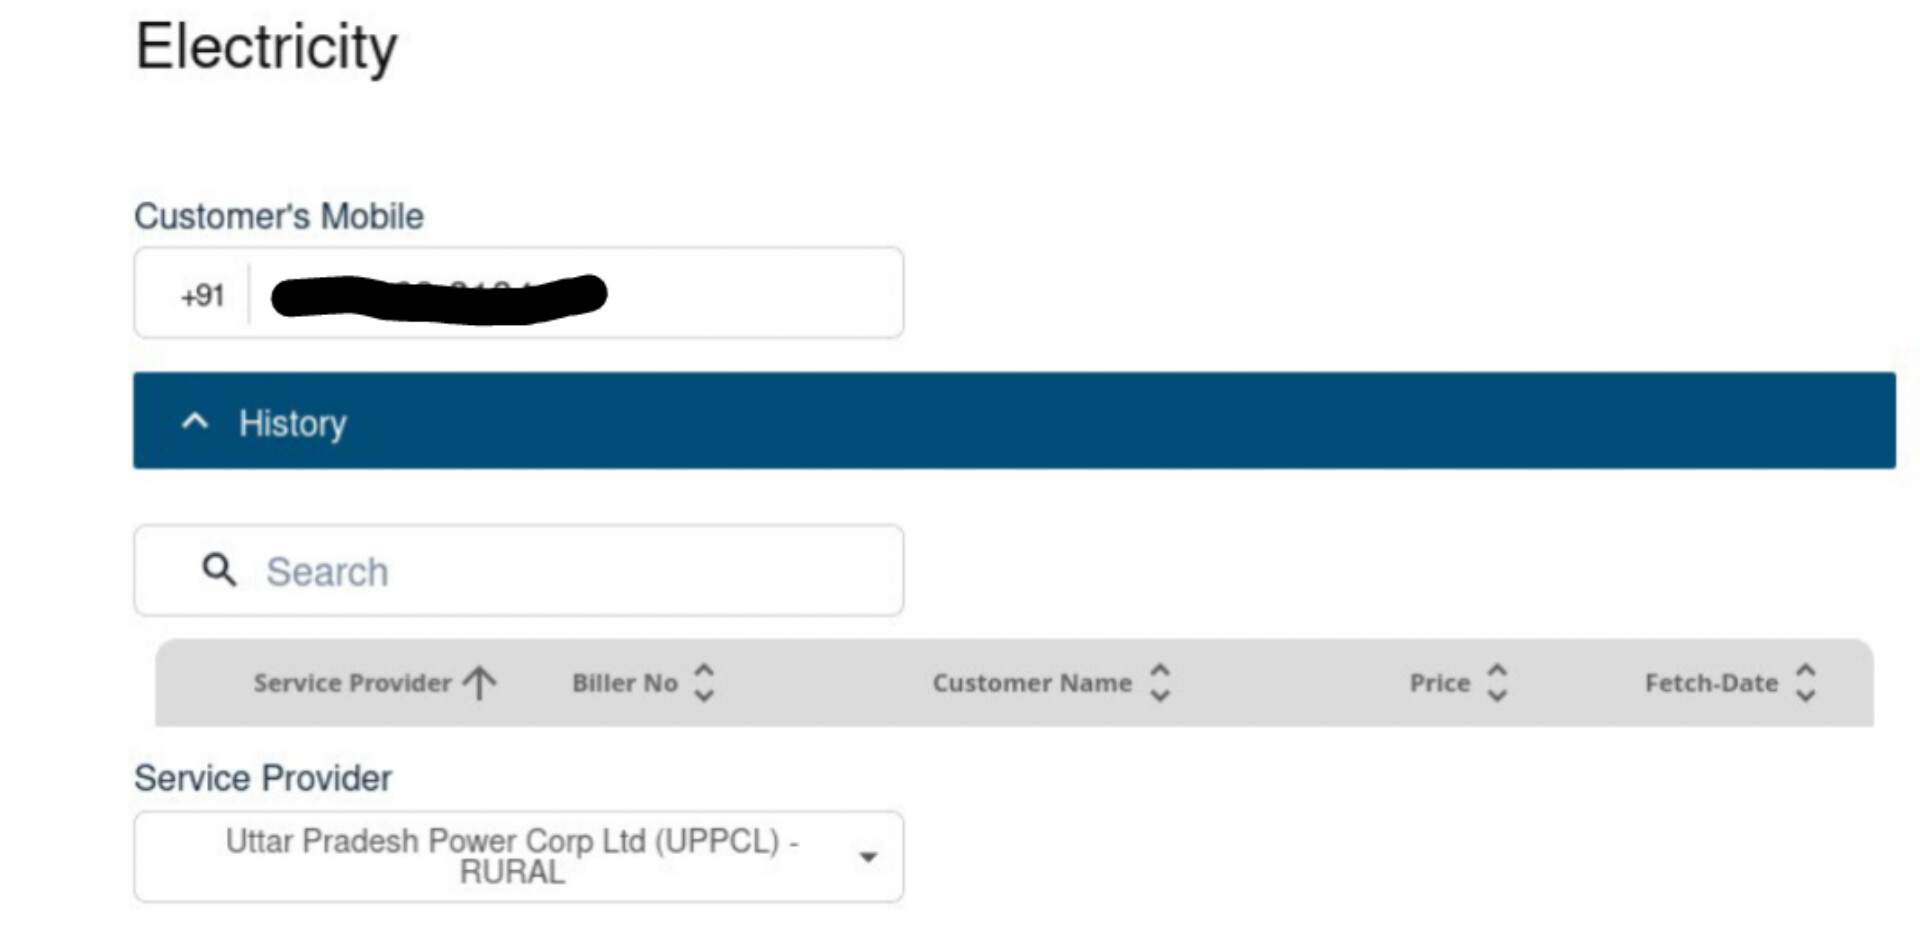 Electricity
Customer's Mobile
+91
History
Search
Service Provider Biller No Customer Name Price Fetch-Date
Service Provider
Uttar Pradesh Power Corp Ltd (UPPCL) -
RURAL